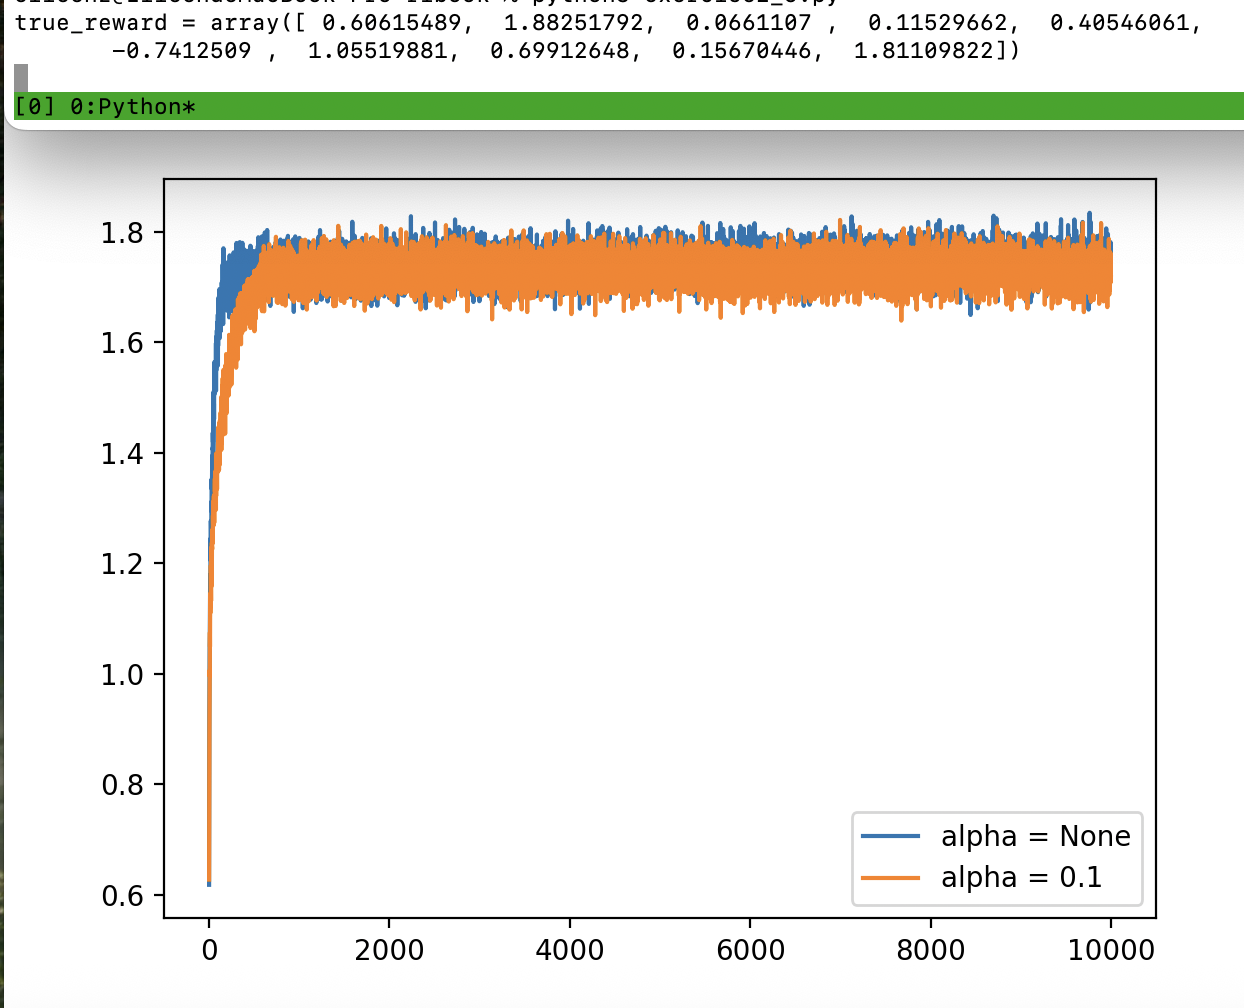 true_reward = array([ 0.60615489, 1.88251792, 0.0661107 , 0.11529662, 0.40546061,
-0.7412509 , 1.05519881, 0.69912648, 0.15670446, 1.81109822])
[0] 0:Python*
1.8
1.6
1.4
1.2
1.0
0.8
0.6
0 2000 4000 6000 8000 10000
alpha = None
alpha = 0.1